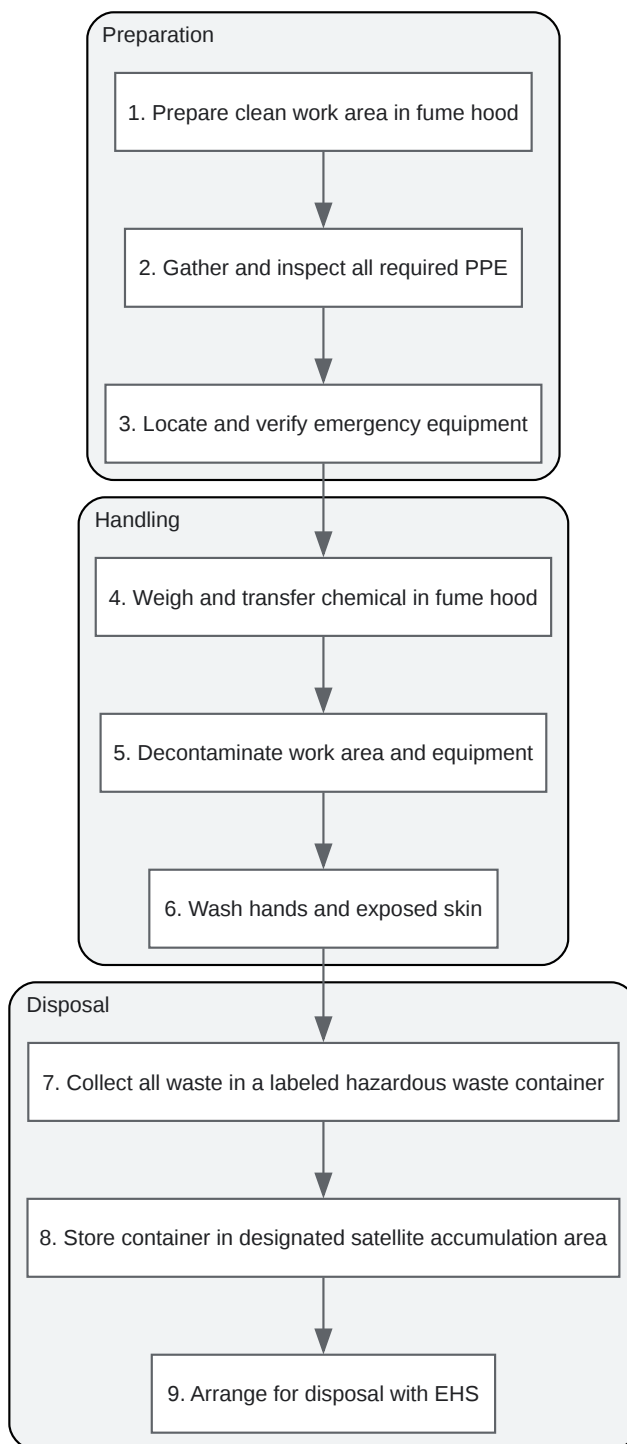 Preparation
1. Prepare clean work area in fume hood
2. Gather and inspect all required PPE
3. Locate and verify emergency equipment
Handling
4. Weigh and transfer chemical in fume hood
5. Decontaminate work area and equipment
6. Wash hands and exposed skin
Disposal
7. Collect all waste in a labeled hazardous waste container
8. Store container in designated satellite accumulation area
9. Arrange for disposal with EHS